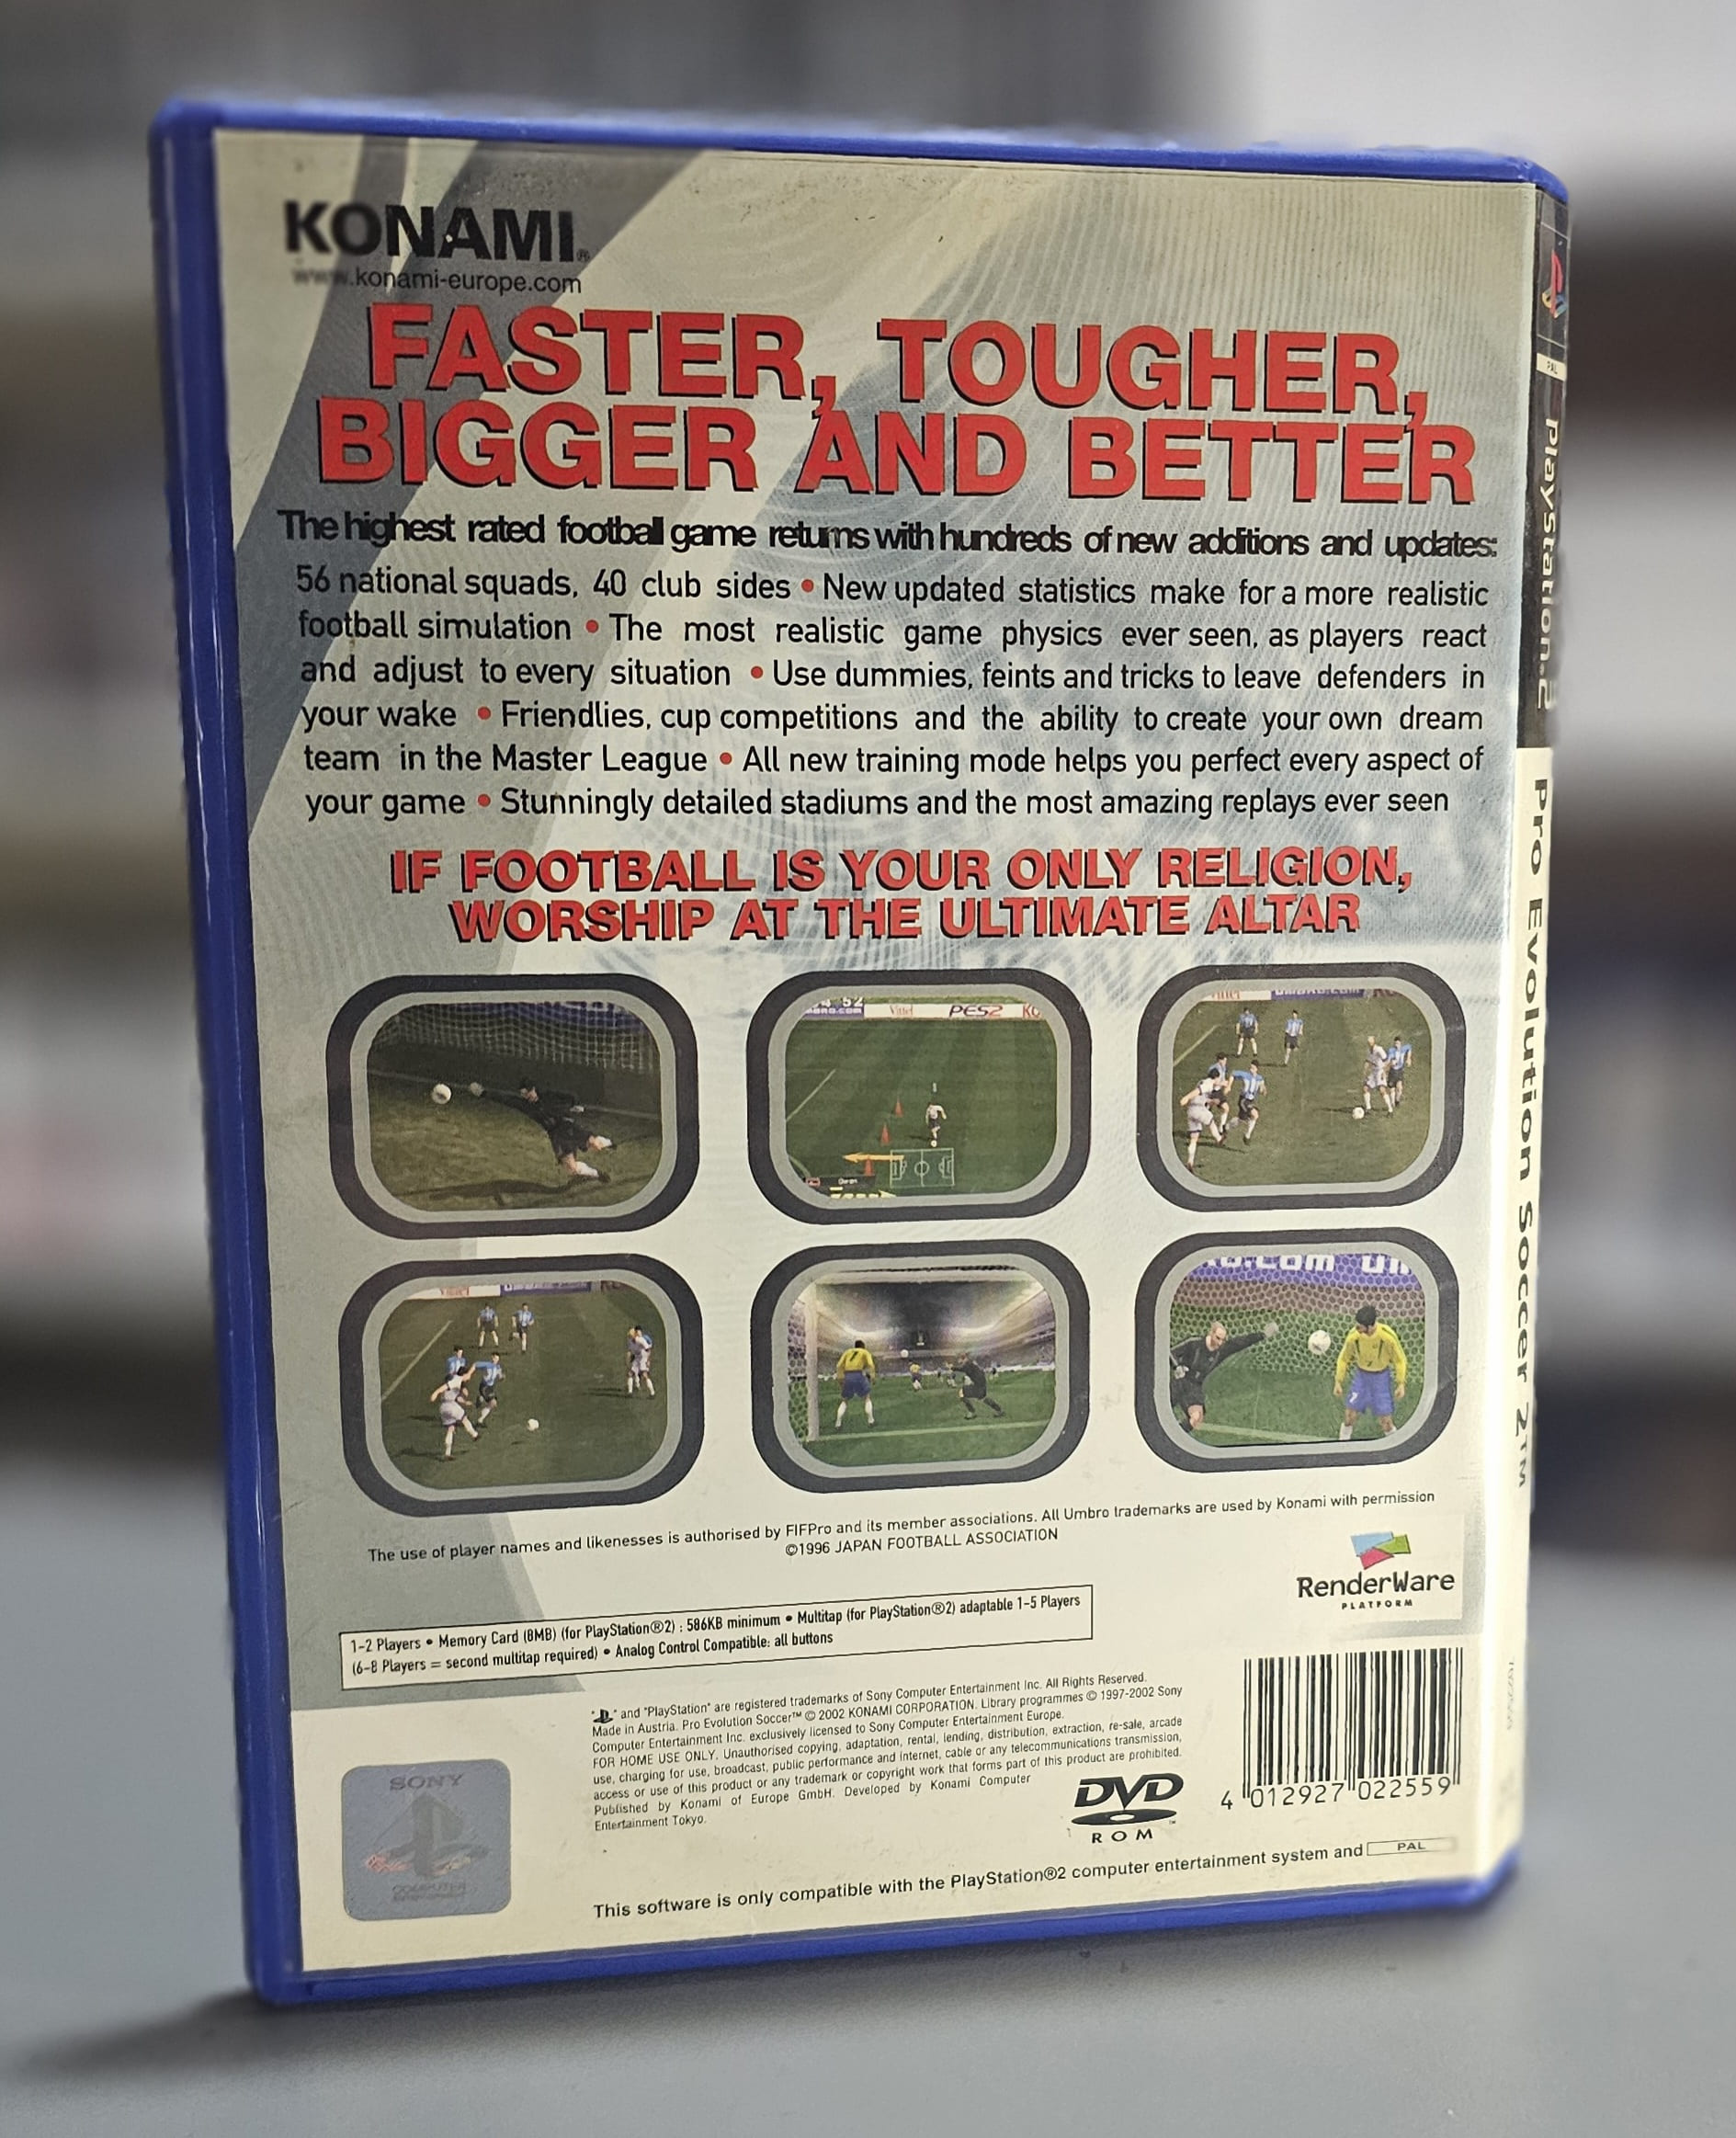 KONAMI®
www.konami-europe.com
FASTER, TOUGHER,
BIGGER AND BETTER
The highest rated football game returns with hundreds of new additions and updates:
56 national squads, 40 club sides • New updated statistics make for a more realistic
football simulation • The most realistic game physics ever seen, as players react
and adjust to every situation • Use dummies, feints and tricks to leave defenders in
your wake • Friendlies, cup competitions and the ability to create your own dream
team in the Master League • All new training mode helps you perfect every aspect of
your game • Stunningly detailed stadiums and the most amazing replays ever seen
IF FOOTBALL IS YOUR ONLY RELIGION,
WORSHIP AT THE ULTIMATE ALTAR
52
Vittel PES2 KO
7
7
7
The use of player names and likenesses is authorised by FIFPro and its member associations. All Umbro trademarks are used by Konami with permission
©1996 JAPAN FOOTBALL ASSOCIATION
RenderWare
PLATFORM
1-2 Players • Memory Card (8MB) (for PlayStation®2) : 586KB minimum • Multitap (for PlayStation®2) adaptable 1-5 Players
(6-8 Players = second multitap required) • Analog Control Compatible: all buttons
" " and "PlayStation" are registered trademarks of Sony Computer Entertainment Inc. All Rights Reserved.
Made in Austria. Pro Evolution Soccer™ © 2002 KONAMI CORPORATION. Library programmes © 1997-2002 Sony
Computer Entertainment Inc. exclusively licensed to Sony Computer Entertainment Europe.
FOR HOME USE ONLY. Unauthorised copying, adaptation, rental, lending, distribution, extraction, re-sale, arcade
use, charging for use, broadcast, public performance and internet, cable or any telecommunications transmission,
access or use of this product or any trademark or copyright work that forms part of this product are prohibited.
Published by Konami of Europe GmbH. Developed by Konami Computer
Entertainment Tokyo.
SONY
COMPUTER
DVD
ROM
4 012927 022559
This software is only compatible with the PlayStation®2 computer entertainment system and PAL
PAL
PlayStation®2
Pro Evolution Soccer 2™